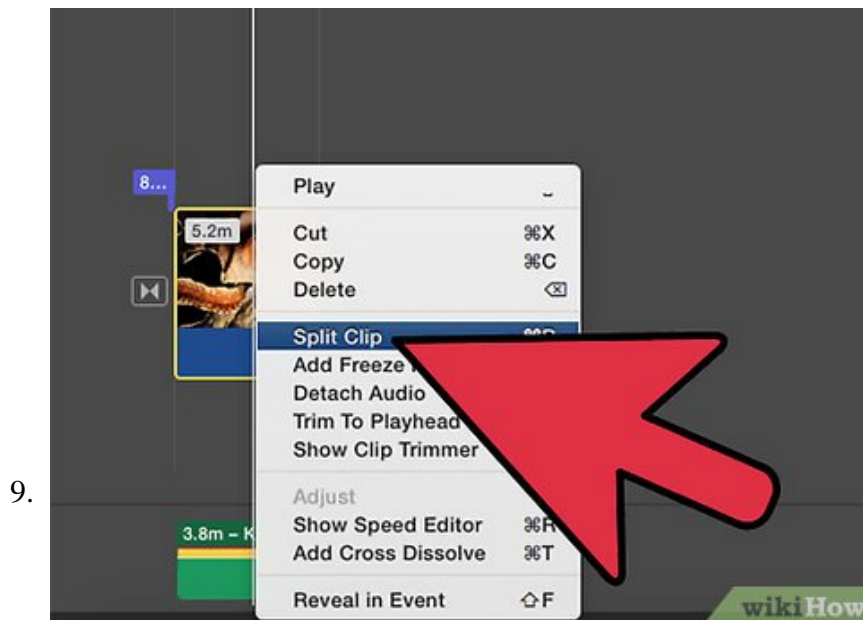 8...
5.2m
Play
Cut ⌘X
Copy ⌘C
Delete ⌫
Split Clip
Add Freeze
Detach Audio
Trim To Playhead
Show Clip Trimmer
9.
Adjust
Show Speed Editor ⌘R
3.8m – K
Add Cross Dissolve ⌘T
Reveal in Event ⇧F
wikiHow